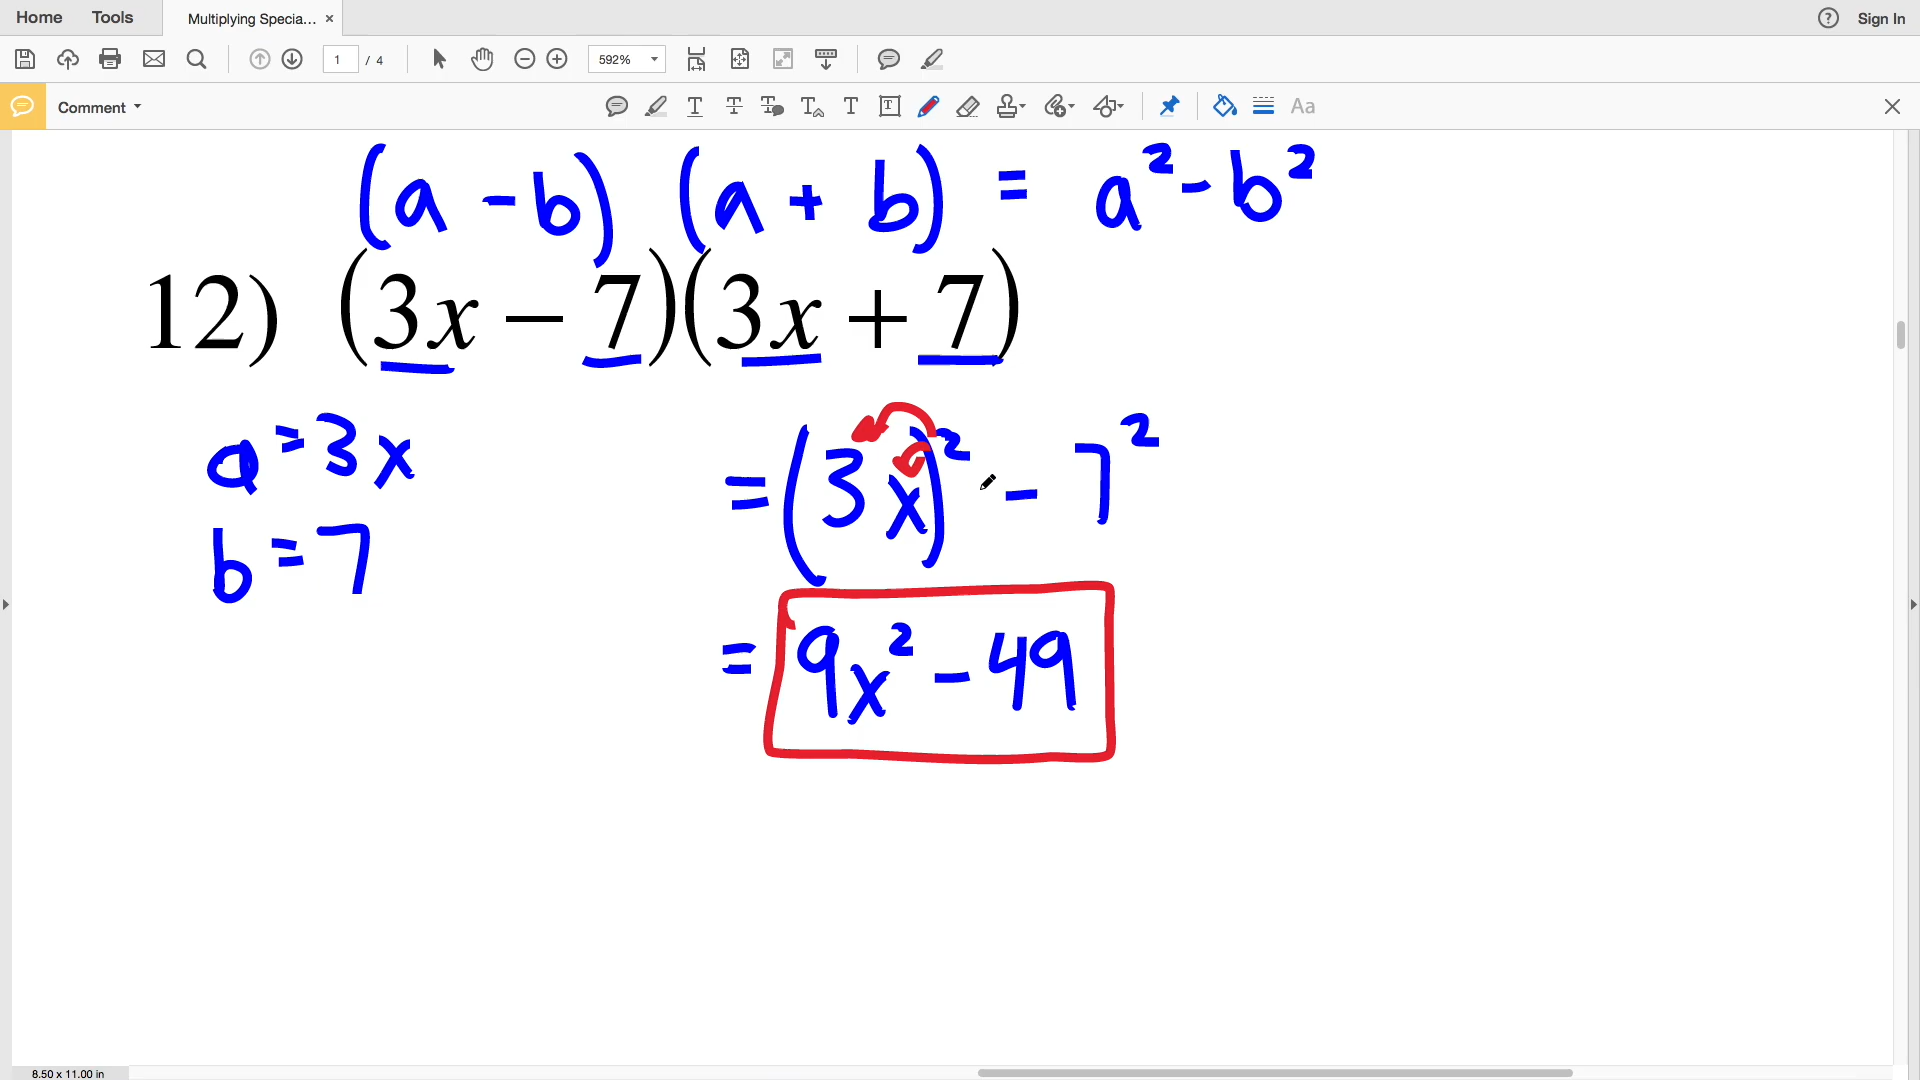 Home Tools Multiplying Specia... × ? Sign In
1 / 4 592%
Comment T T T T T T Aa
(a - b) (a + b) = a² - b²
12) (3x − 7)(3x + 7)
a = 3x
= (3x)² - 7²
b = 7
= 9x² - 49
8.50 x 11.00 in